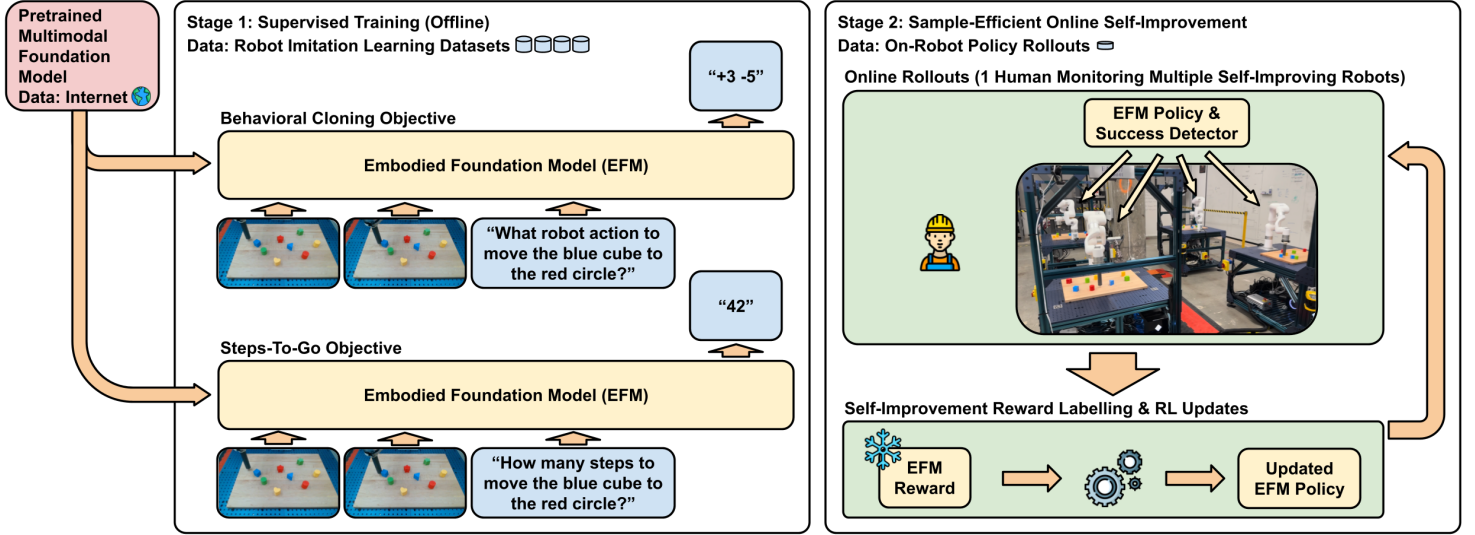 Pretrained
Multimodal
Foundation
Model
Data: Internet
Stage 1: Supervised Training (Offline)
Data: Robot Imitation Learning Datasets
“+3 -5”
Behavioral Cloning Objective
Embodied Foundation Model (EFM)
“What robot action to
move the blue cube to
the red circle?”
“42”
Steps-To-Go Objective
Embodied Foundation Model (EFM)
“How many steps to
move the blue cube to
the red circle?”
Stage 2: Sample-Efficient Online Self-Improvement
Data: On-Robot Policy Rollouts
Online Rollouts (1 Human Monitoring Multiple Self-Improving Robots)
EFM Policy &
Success Detector
Self-Improvement Reward Labelling & RL Updates
EFM
Reward
Updated
EFM Policy